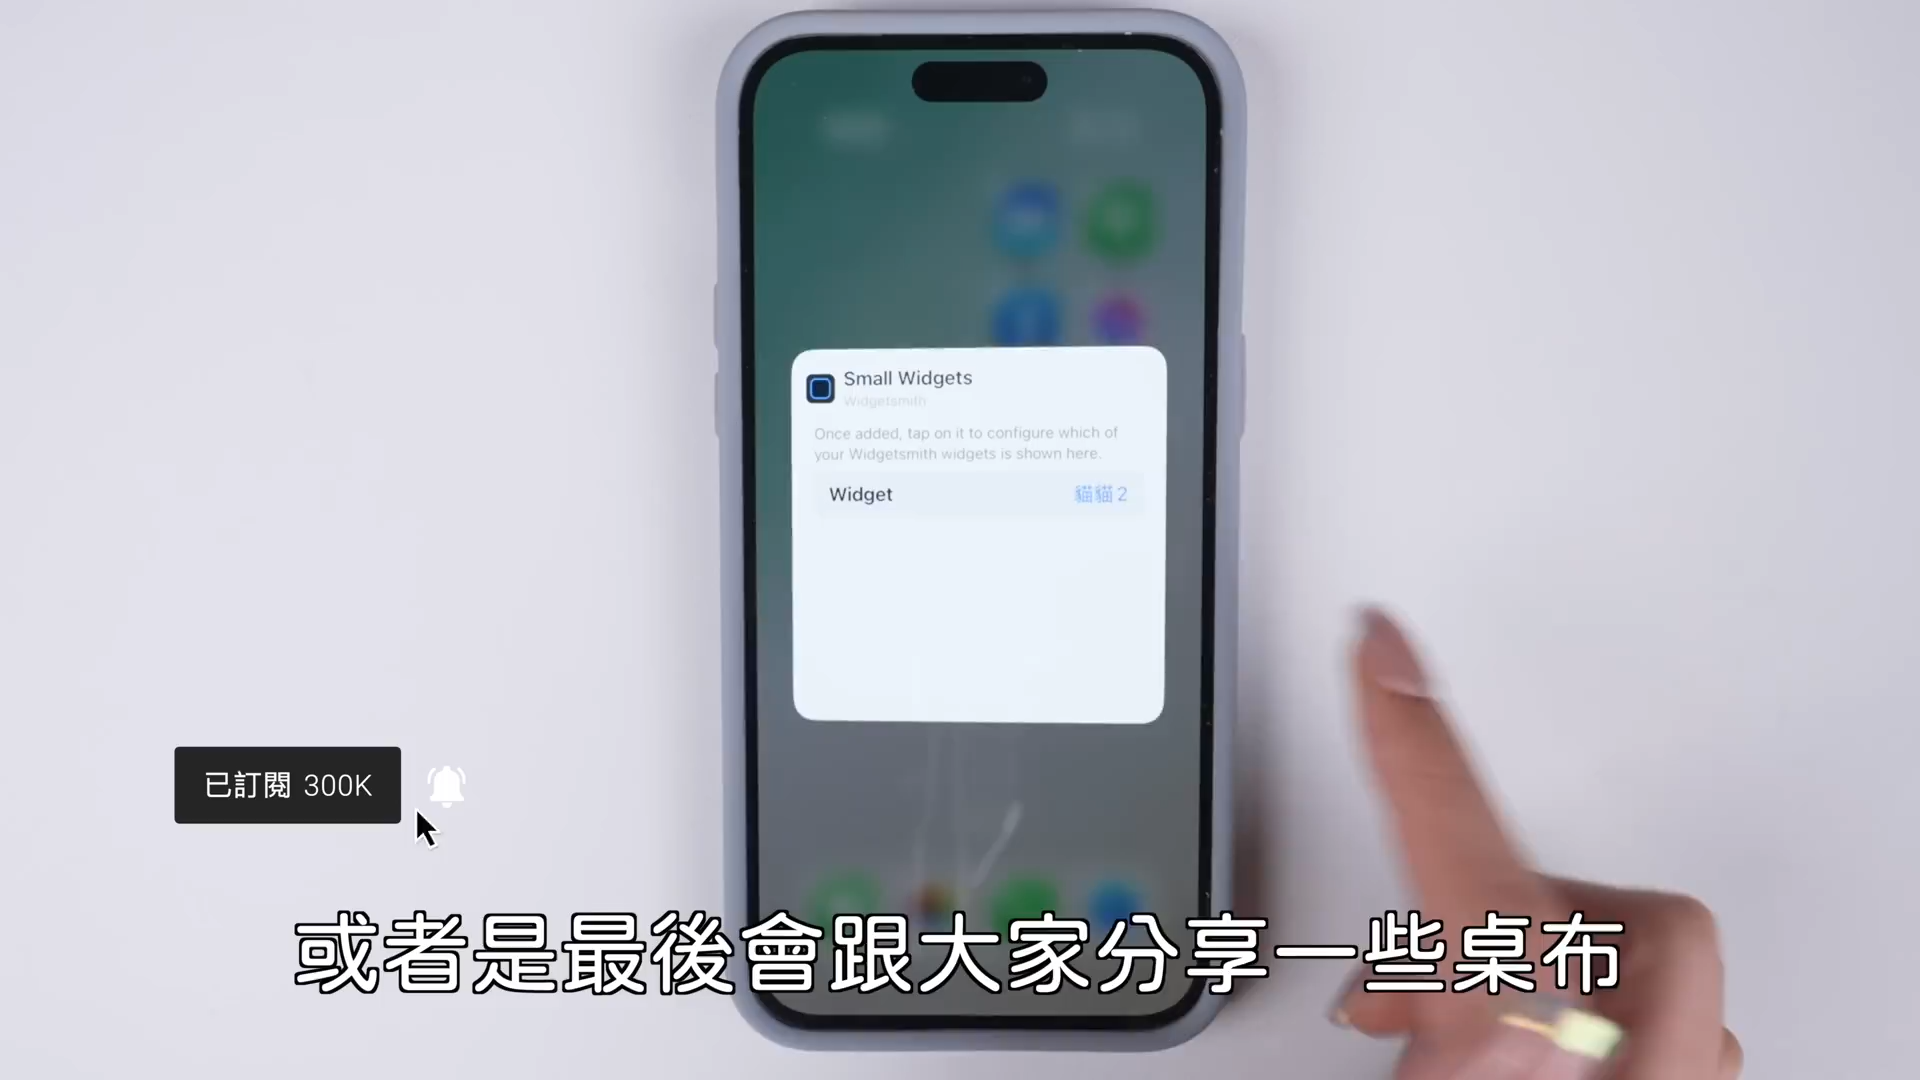 Small Widgets
Widgetsmith
Once added, tap on it to configure which of
your Widgetsmith widgets is shown here.
Widget 貓貓 2
已訂閱 300K
或者是最後會跟大家分享一些桌布